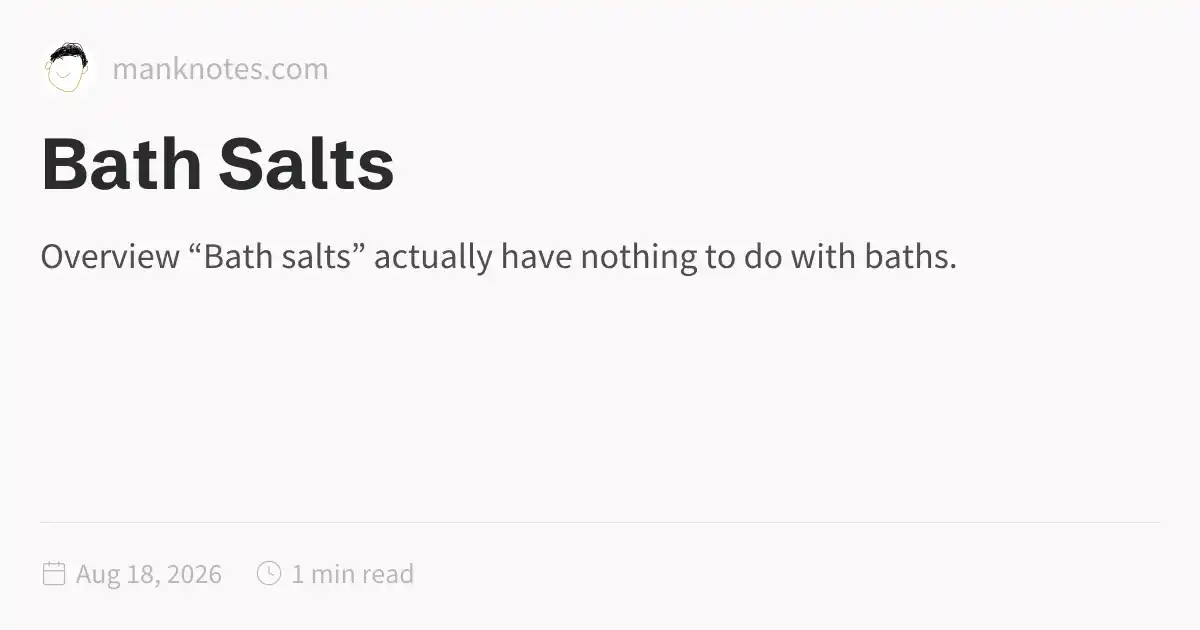 manknotes.com
Bath Salts
Overview “Bath salts” actually have nothing to do with baths.
Aug 18, 2026 1 min read